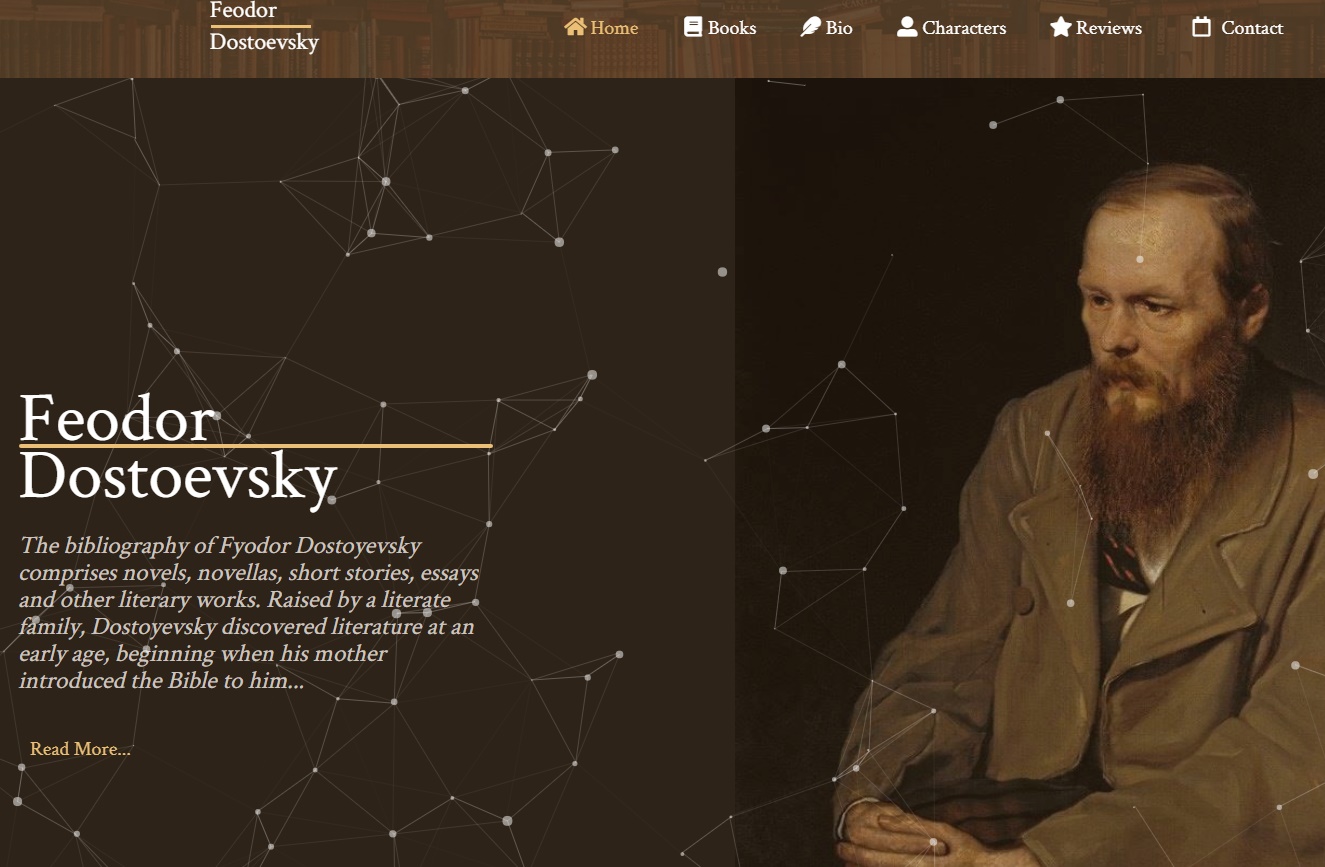 Feodor
Dostoevsky
Home
Books
Bio
Characters
Reviews
Contact
Feodor
Dostoevsky
The bibliography of Fyodor Dostoyevsky
comprises novels, novellas, short stories, essays
and other literary works. Raised by a literate
family, Dostoyevsky discovered literature at an
early age, beginning when his mother
introduced the Bible to him...
Read More...